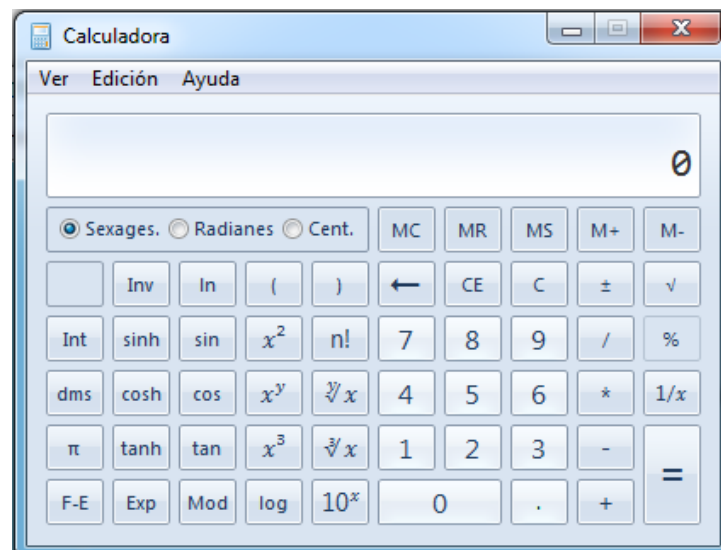 Calculadora
Ver Edición Ayuda
0
Sexages. Radianes Cent. MC MR MS M+ M-
Inv ln ( ) ← CE C ± √
Int sinh sin x² n! 7 8 9 / %
dms cosh cos xʸ ʸ√x 4 5 6 * 1/x
π tanh tan x³ ³√x 1 2 3 - =
F-E Exp Mod log 10ˣ 0 . +